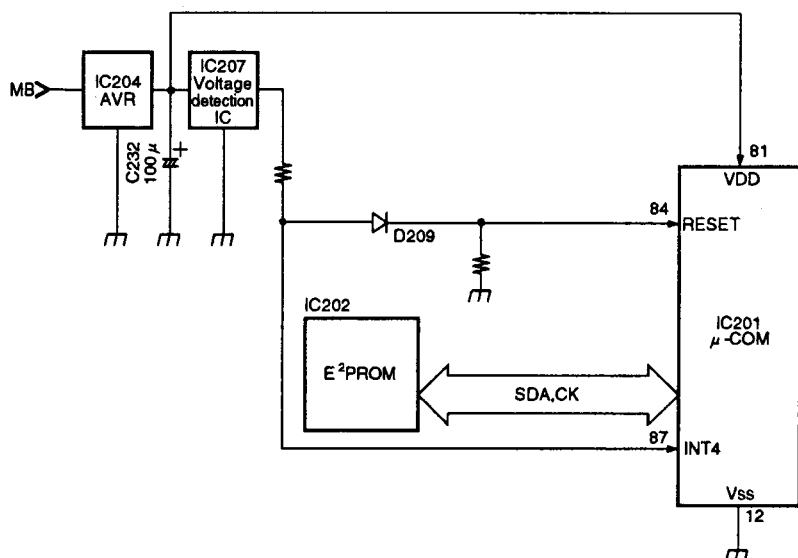 MB
IC204
AVR
IC207
Voltage
detection
IC
C232
100μ
+
81
VDD
84
RESET
D209
IC202
E²PROM
IC201
μ-COM
SDA,CK
87
INT4
Vss
12